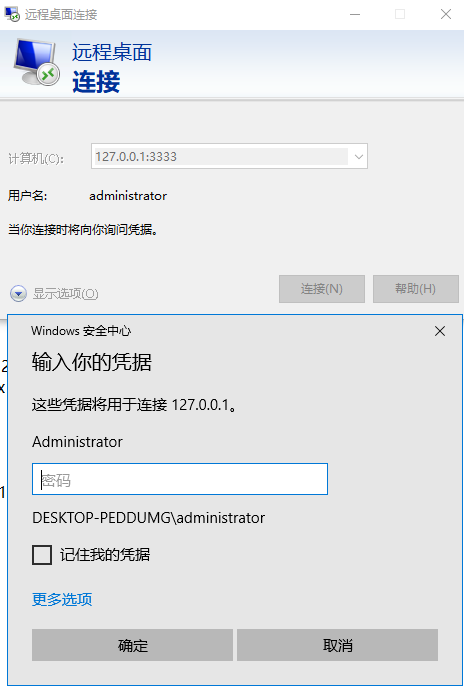 远程桌面连接
远程桌面
连接
计算机(C):
127.0.0.1:3333
用户名:
administrator
当你连接时将向你询问凭据。
显示选项(O)
连接(N)
帮助(H)
Windows 安全中心
输入你的凭据
这些凭据将用于连接 127.0.0.1。
Administrator
密码
DESKTOP-PEDDUMG\administrator
记住我的凭据
更多选项
确定
取消
2
x
1